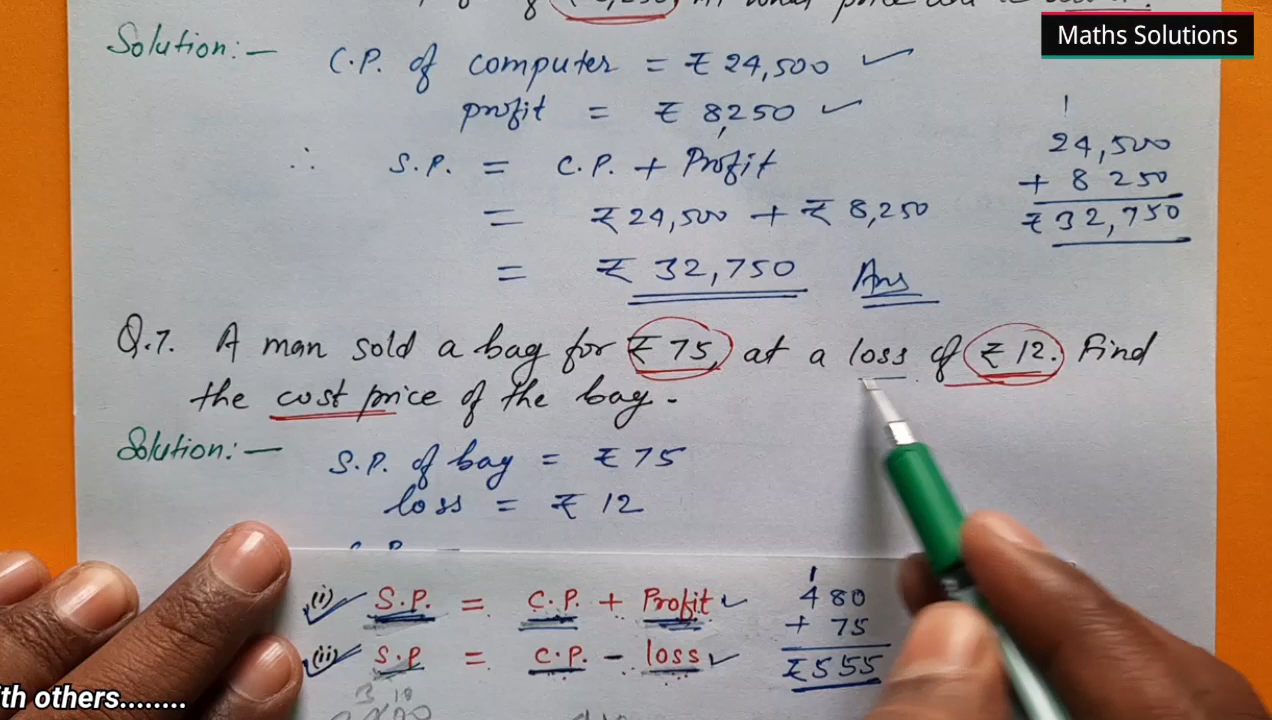 Maths Solutions
Solution:-
C.P. of computer = ₹ 24,500
profit = ₹ 8,250
∴ S.P. = C.P. + Profit
= ₹ 24,500 + ₹ 8,250
= ₹ 32,750 Ans
1
24,500
+ 8 250
₹ 32,750
Q.7. A man sold a bag for ₹ 75, at a loss of ₹ 12. Find
the cost price of the bag.
Solution:-
S.P. of bag = ₹ 75
loss = ₹ 12
(i) S.P. = C.P. + Profit
(ii) S.P = C.P. - loss
1
480
+ 75
₹555
th others........